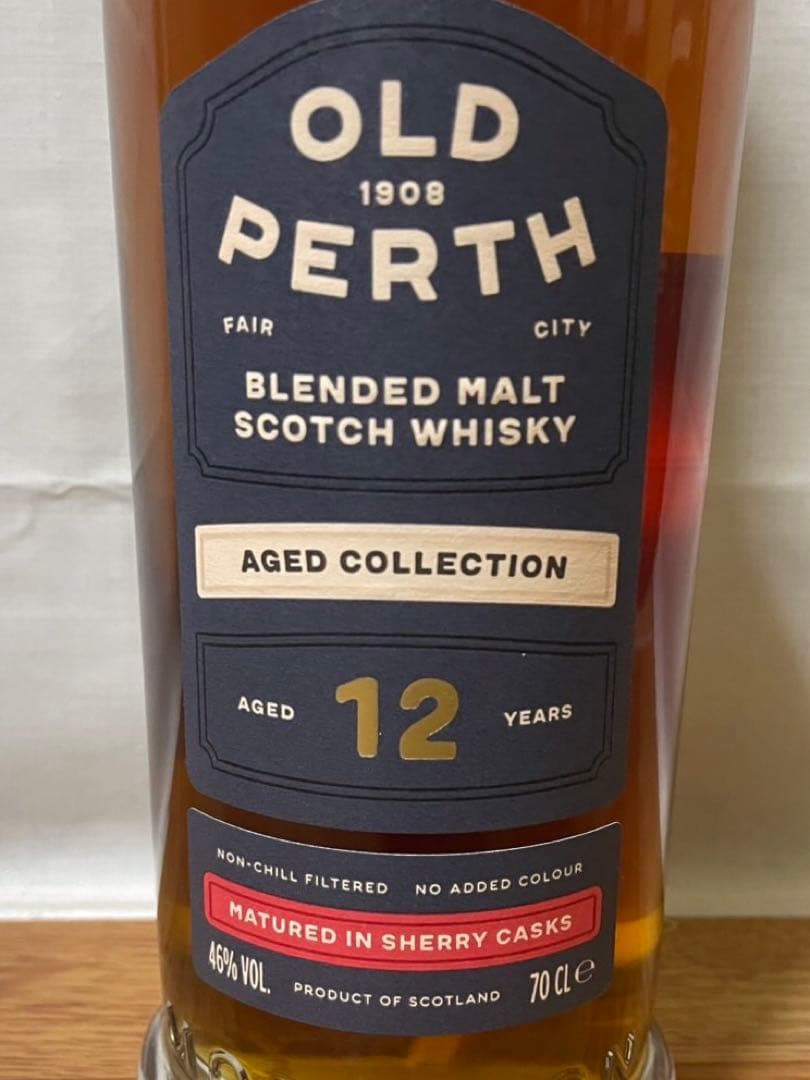 OLD
1908
PERTH
FAIR CITY
BLENDED MALT
SCOTCH WHISKY
AGED COLLECTION
AGED 12 YEARS
NON-CHILL FILTERED NO ADDED COLOUR
MATURED IN SHERRY CASKS
46% VOL. PRODUCT OF SCOTLAND 70 CL ℮